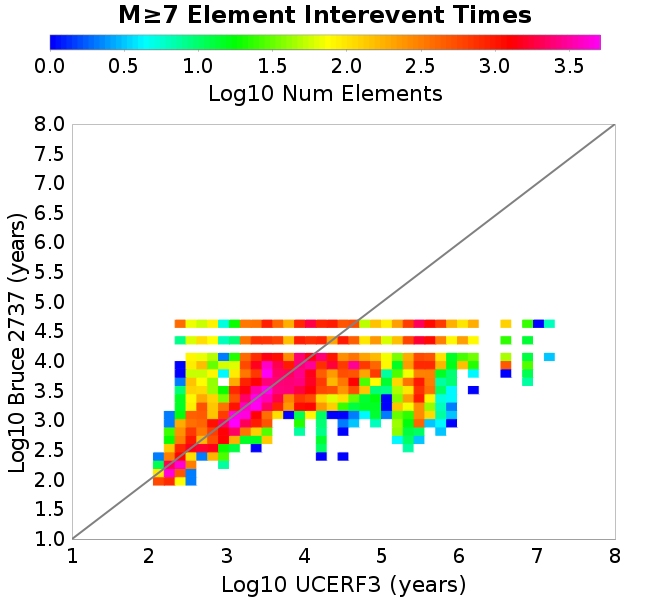 M≥7 Element Interevent Times
0.0 0.5 1.0 1.5 2.0 2.5 3.0 3.5
Log10 Num Elements
Log10 Bruce 2737 (years)
8.0
7.5
7.0
6.5
6.0
5.5
5.0
4.5
4.0
3.5
3.0
2.5
2.0
1.5
1.0
1 2 3 4 5 6 7 8
Log10 UCERF3 (years)